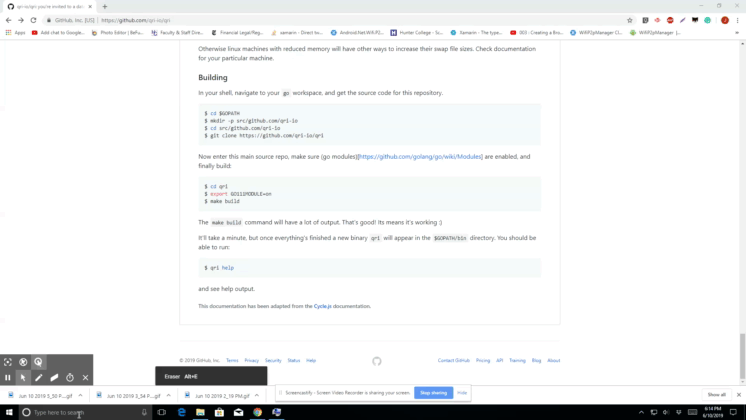 qri-io/qri: you're invited to a d
GitHub, Inc. [US]
https://github.com/qri-io/qri
Apps
Add chat to Google...
Photo Editor | BeFu...
Faculty & Staff Dire...
Financial Legal/Reg...
xamarin - Direct to...
Android.Net.Wifi.P2...
Hunter College - Sc...
Xamarin - The type...
003 - Creating a Bro...
WifiP2pManager Cl...
WifiP2pManager |
Otherwise linux machines with reduced memory will have other ways to increase their swap file sizes. Check documentation
for your particular machine.
Building
In your shell, navigate to your go workspace, and get the source code for this repository.
$ cd $GOPATH
$ mkdir -p src/github.com/qri-io
$ cd src/github.com/qri-io
$ git clone https://github.com/qri-io/qri
Now enter this main source repo, make sure (go modules)[https://github.com/golang/go/wiki/Modules] are enabled, and
finally build:
$ cd qri
$ export GO111MODULE=on
$ make build
The make build command will have a lot of output. That's good! Its means it's working :)
It'll take a minute, but once everything's finished a new binary qri will appear in the $GOPATH/bin directory. You should be
able to run:
$ qri help
and see help output.
This documentation has been adapted from the Cycle.js documentation.
© 2019 GitHub, Inc.
Terms
Privacy
Security
Status
Help
Contact GitHub
Pricing
API
Training
Blog
About
Eraser Alt+E
Jun 10 2019 5_50 P....gif
Jun 10 2019 3_54 P....gif
Jun 10 2019 2_19 PM.gif
Screencastify - Screen Video Recorder is sharing your screen.
Stop sharing
Hide
Show all
Type here to search
6:14 PM
6/10/2019